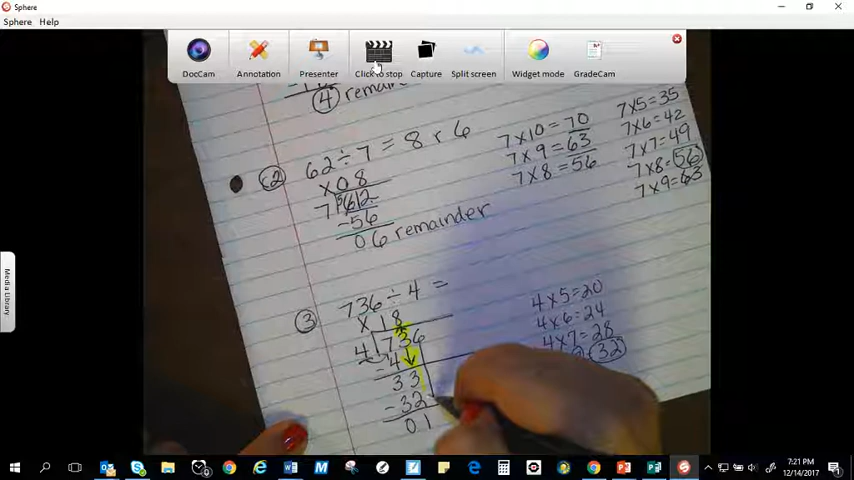 Sphere
Sphere Help
DocCam Annotation Presenter Click to stop Capture Split screen Widget mode GradeCam
Media Library
4 remain
2 62 ÷ 7 = 8 r 6
X 0 8
7 62
-56
06 remainder
7x10=70
7x9=63
7x8=56
7x5=35
7x6=42
7x7=49
7x8=56
7x9=63
3 736 ÷ 4 =
X 18
4 736
-4
33
-32
01
4x5=20
4x6=24
4x7=28
32
7:21 PM
12/14/2017